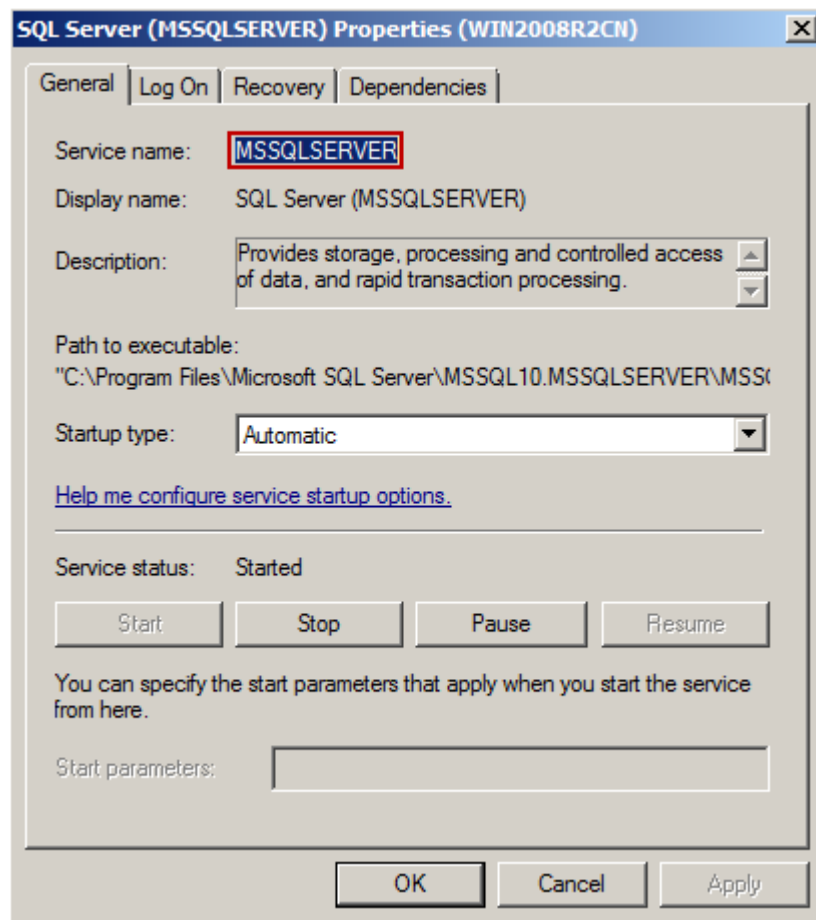 SQL Server (MSSQLSERVER) Properties (WIN2008R2CN)
General Log On Recovery Dependencies
Service name: MSSQLSERVER
Display name: SQL Server (MSSQLSERVER)
Description: Provides storage, processing and controlled access
of data, and rapid transaction processing.
Path to executable:
"C:\Program Files\Microsoft SQL Server\MSSQL10.MSSQLSERVER\MSS
Startup type: Automatic
Help me configure service startup options.
Service status: Started
Start Stop Pause Resume
You can specify the start parameters that apply when you start the service
from here.
Start parameters:
OK Cancel Apply